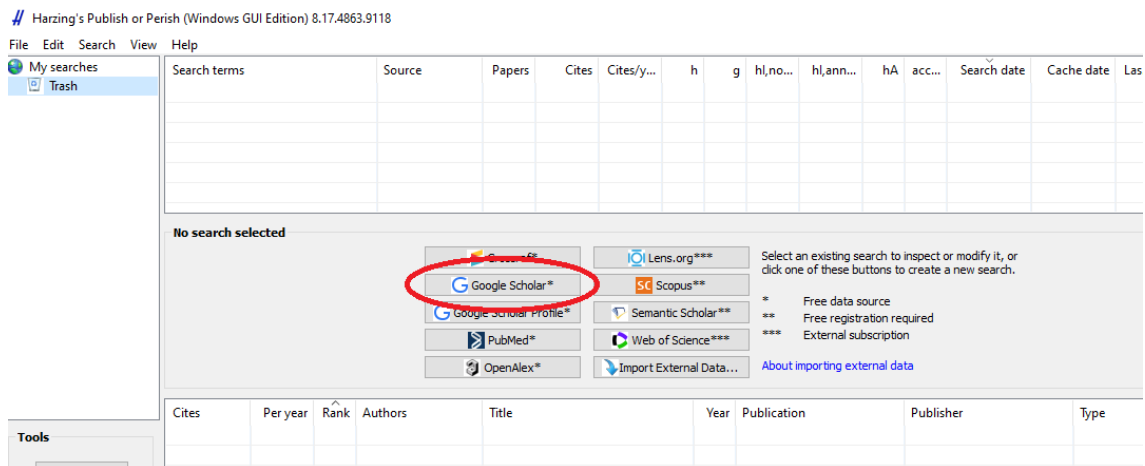 Harzing's Publish or Perish (Windows GUI Edition) 8.17.4863.9118
File Edit Search View Help
My searches
Trash
Search terms Source Papers Cites Cites/y... h g hI,no... hI,ann... hA acc... Search date Cache date Las
No search selected
Crossref* Lens.org***
Google Scholar* Scopus**
Google Scholar Profile* Semantic Scholar**
PubMed* Web of Science***
OpenAlex* Import External Data...
Select an existing search to inspect or modify it, or
click one of these buttons to create a new search.
* Free data source
** Free registration required
*** External subscription
About importing external data
Cites Per year Rank Authors Title Year Publication Publisher Type
Tools